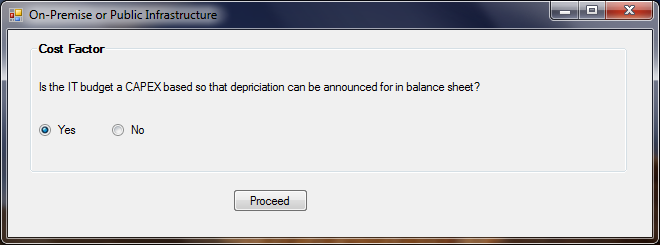 On-Premise or Public Infrastructure
Cost Factor
Is the IT budget a CAPEX based so that depriciation can be announced for in balance sheet?
Yes No
Proceed